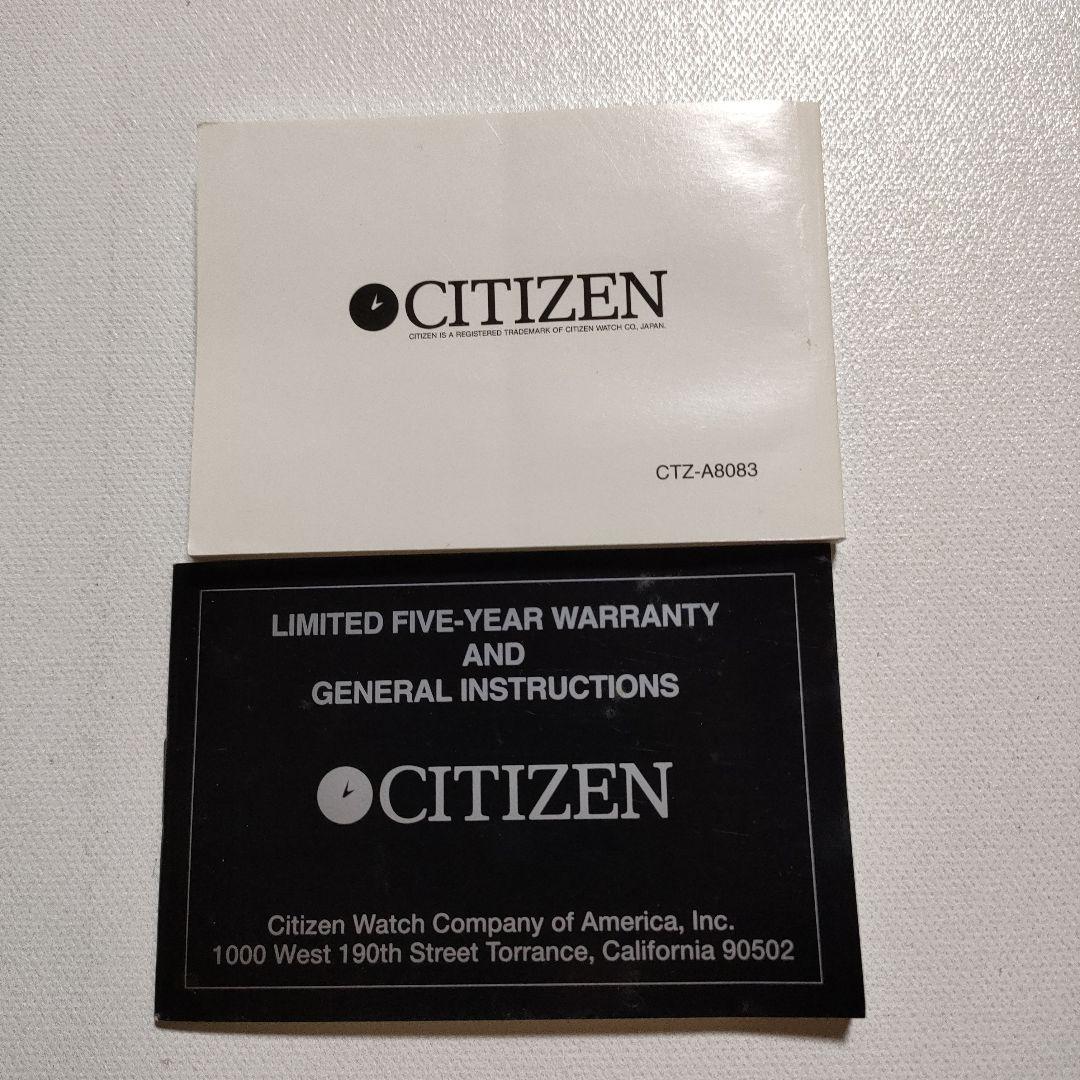 CITIZEN
CITIZEN IS A REGISTERED TRADEMARK OF CITIZEN WATCH CO., JAPAN.
CTZ-A8083
LIMITED FIVE-YEAR WARRANTY
AND
GENERAL INSTRUCTIONS
CITIZEN
Citizen Watch Company of America, Inc.
1000 West 190th Street Torrance, California 90502